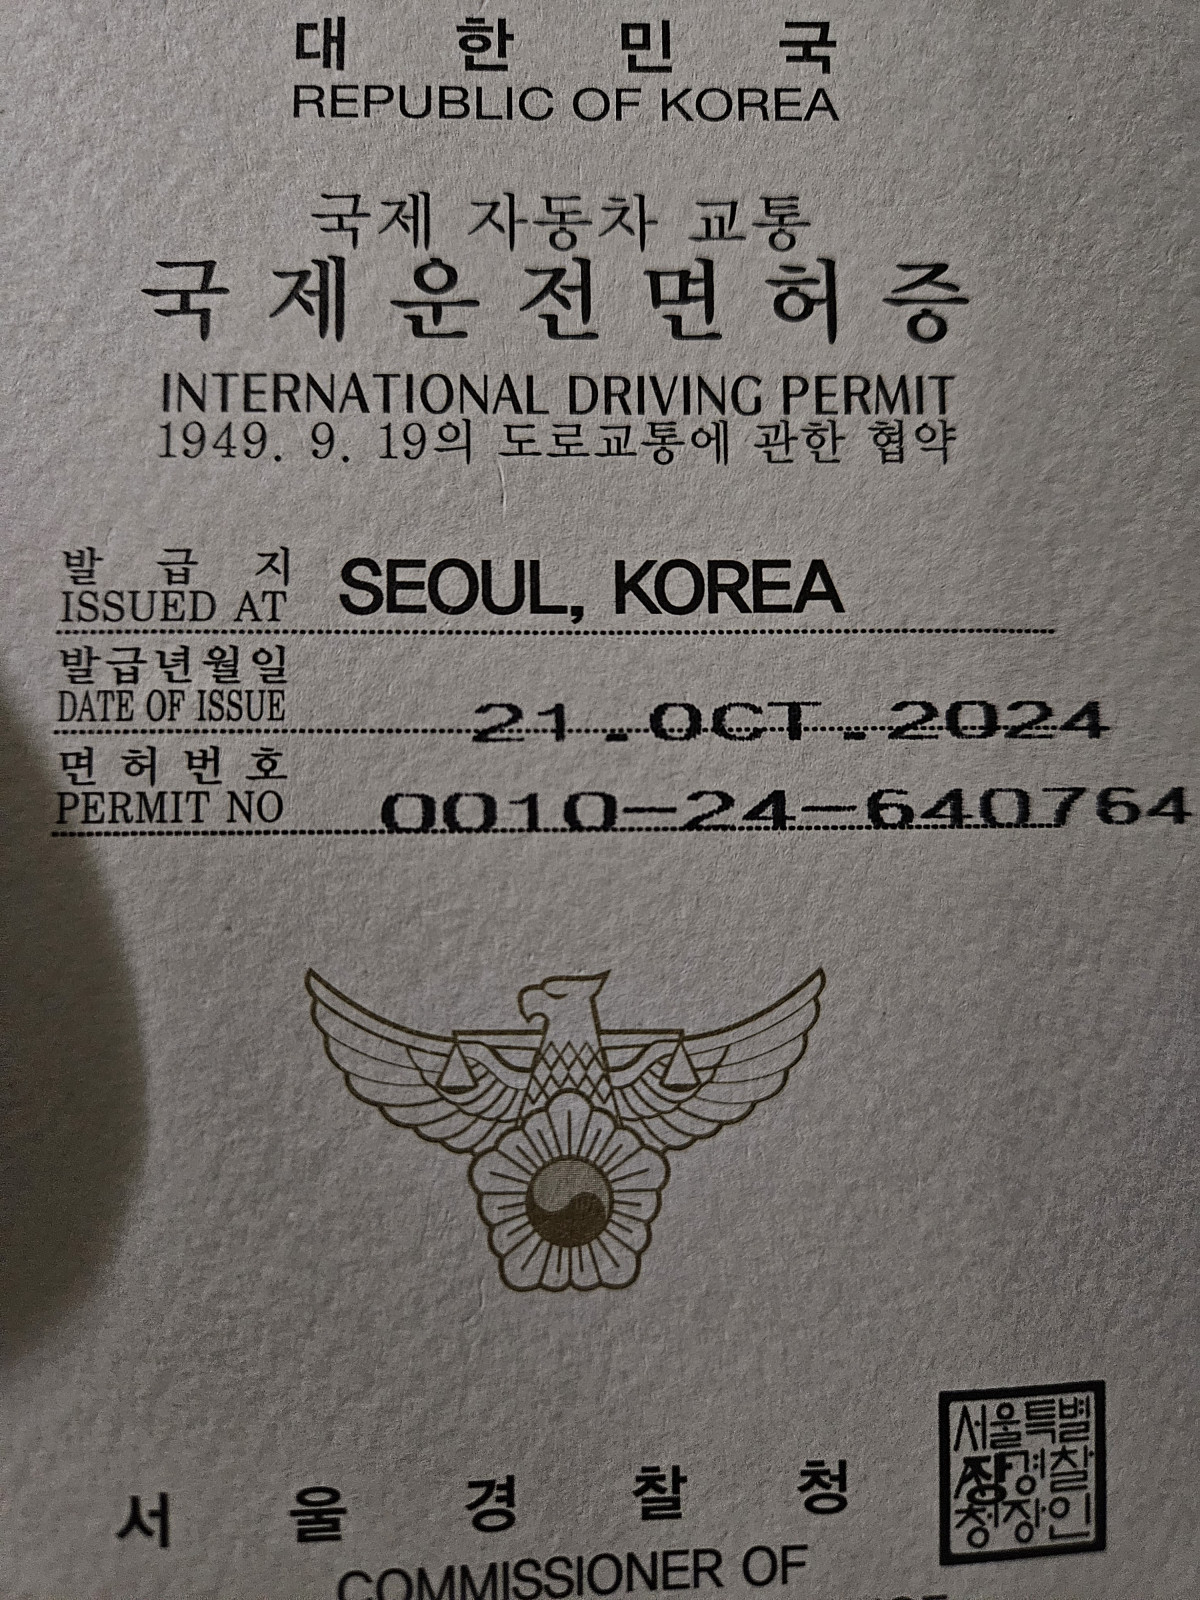 대 한 민 국
REPUBLIC OF KOREA
국제 자동차 교통
국제운전면허증
INTERNATIONAL DRIVING PERMIT
1949. 9. 19의 도로교통에 관한 협약
발 급 지
ISSUED AT SEOUL, KOREA
발급년월일
DATE OF ISSUE 21.OCT.2024
면 허 번 호
PERMIT NO 0010-24-640764
서 울 경 찰 청
서울특별
경찰
청장인
COMMISSIONER OF